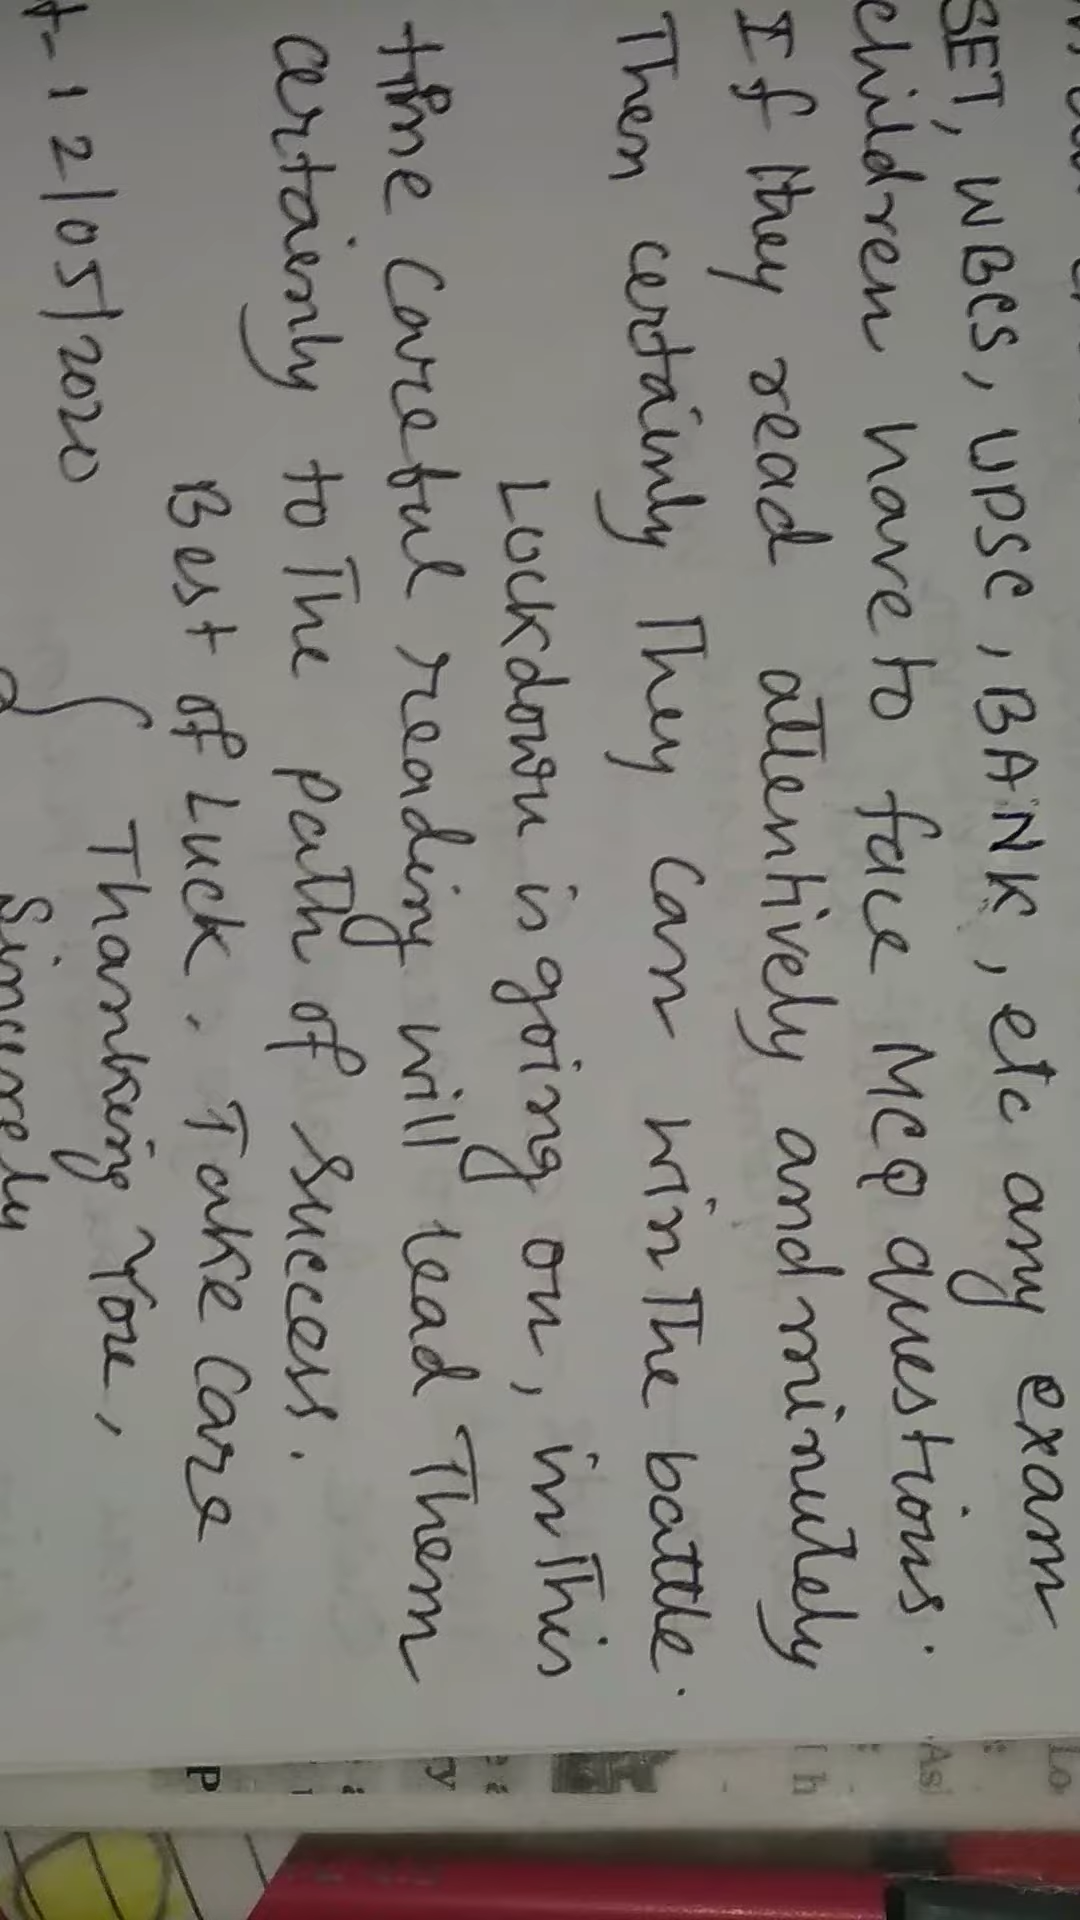 SET, WBCS, UPSC, BANK, etc any exam
children have to face MCQ questions.
If they read attentively and minutely
Then certainly They can win The battle.
Lockdown is going on, in This
time careful reading will lead Them
certainly to The path of success.
Best of Luck. Take Care
12/05/2020
Thanking You,
Sincerely